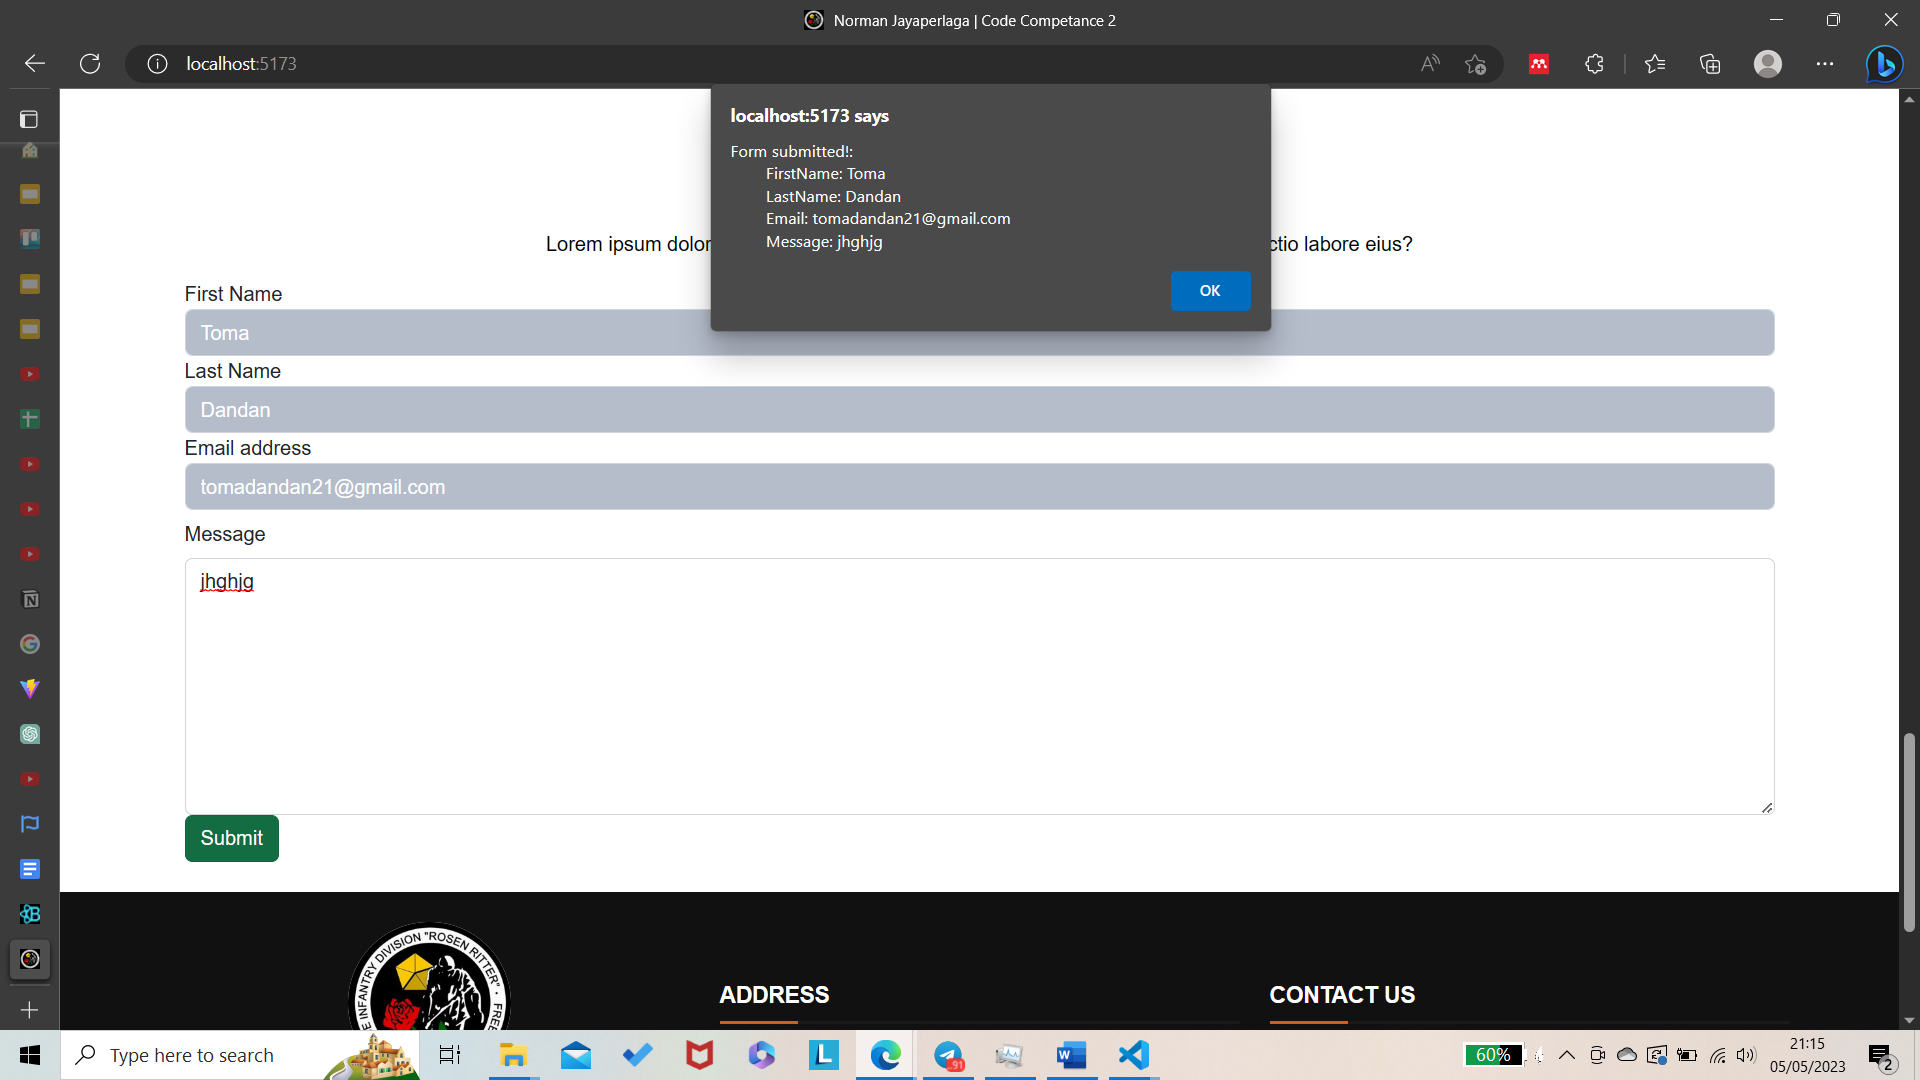 Norman Jayaperlaga | Code Competance 2
localhost:5173
localhost:5173 says
Form submitted!:
FirstName: Toma
LastName: Dandan
Email: tomadandan21@gmail.com
Message: jhghjg
OK
Lorem ipsum dolor
ctio labore eius?
First Name
Toma
Last Name
Dandan
Email address
tomadandan21@gmail.com
Message
jhghjg
Submit
INFANTRY DIVISION "ROSEN RITTER"
ADDRESS
CONTACT US
Type here to search
91
60%
21:15
05/05/2023
2